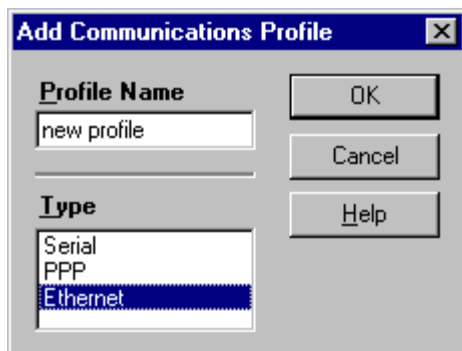 Add Communications Profile
Profile Name
new profile
OK
Cancel
Type
Help
Serial
PPP
Ethernet